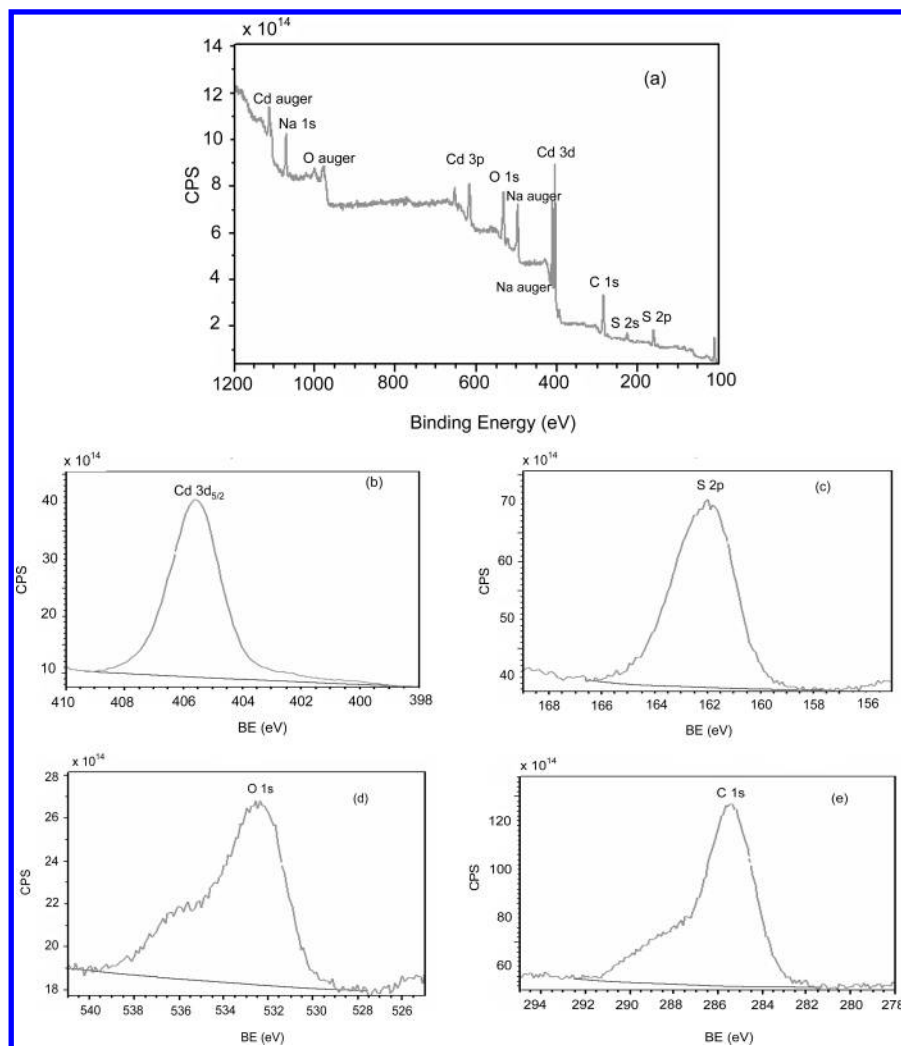 x 10^14
(a)
14
12
10
8
6
4
2
CPS
Cd auger
Na 1s
O auger
Cd 3p
O 1s
Na auger
Na auger
Cd 3d
C 1s
S 2s
S 2p
1200 1000 800 600 400 200 100
Binding Energy (eV)
x 10^14
(b)
Cd 3d5/2
40
30
20
10
CPS
410 408 406 404 402 400 398
BE (eV)
x 10^14
(c)
S 2p
70
60
50
40
CPS
168 166 164 162 160 158 156
BE (eV)
x 10^14
(d)
O 1s
28
26
24
22
20
19
18
CPS
540 538 536 534 532 530 528 526
BE (eV)
x 10^14
(e)
C 1s
120
100
80
60
CPS
294 292 290 288 286 284 282 280 278
BE (eV)